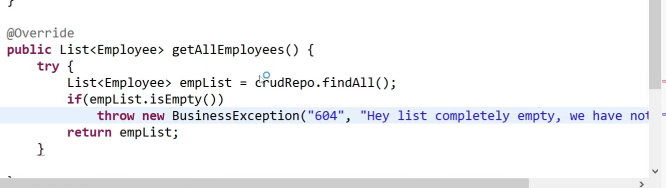 }
@Override
public List<Employee> getAllEmployees() {
try {
List<Employee> empList = crudRepo.findAll();
if(empList.isEmpty())
throw new BusinessException("604", "Hey list completely empty, we have not
return empList;
}